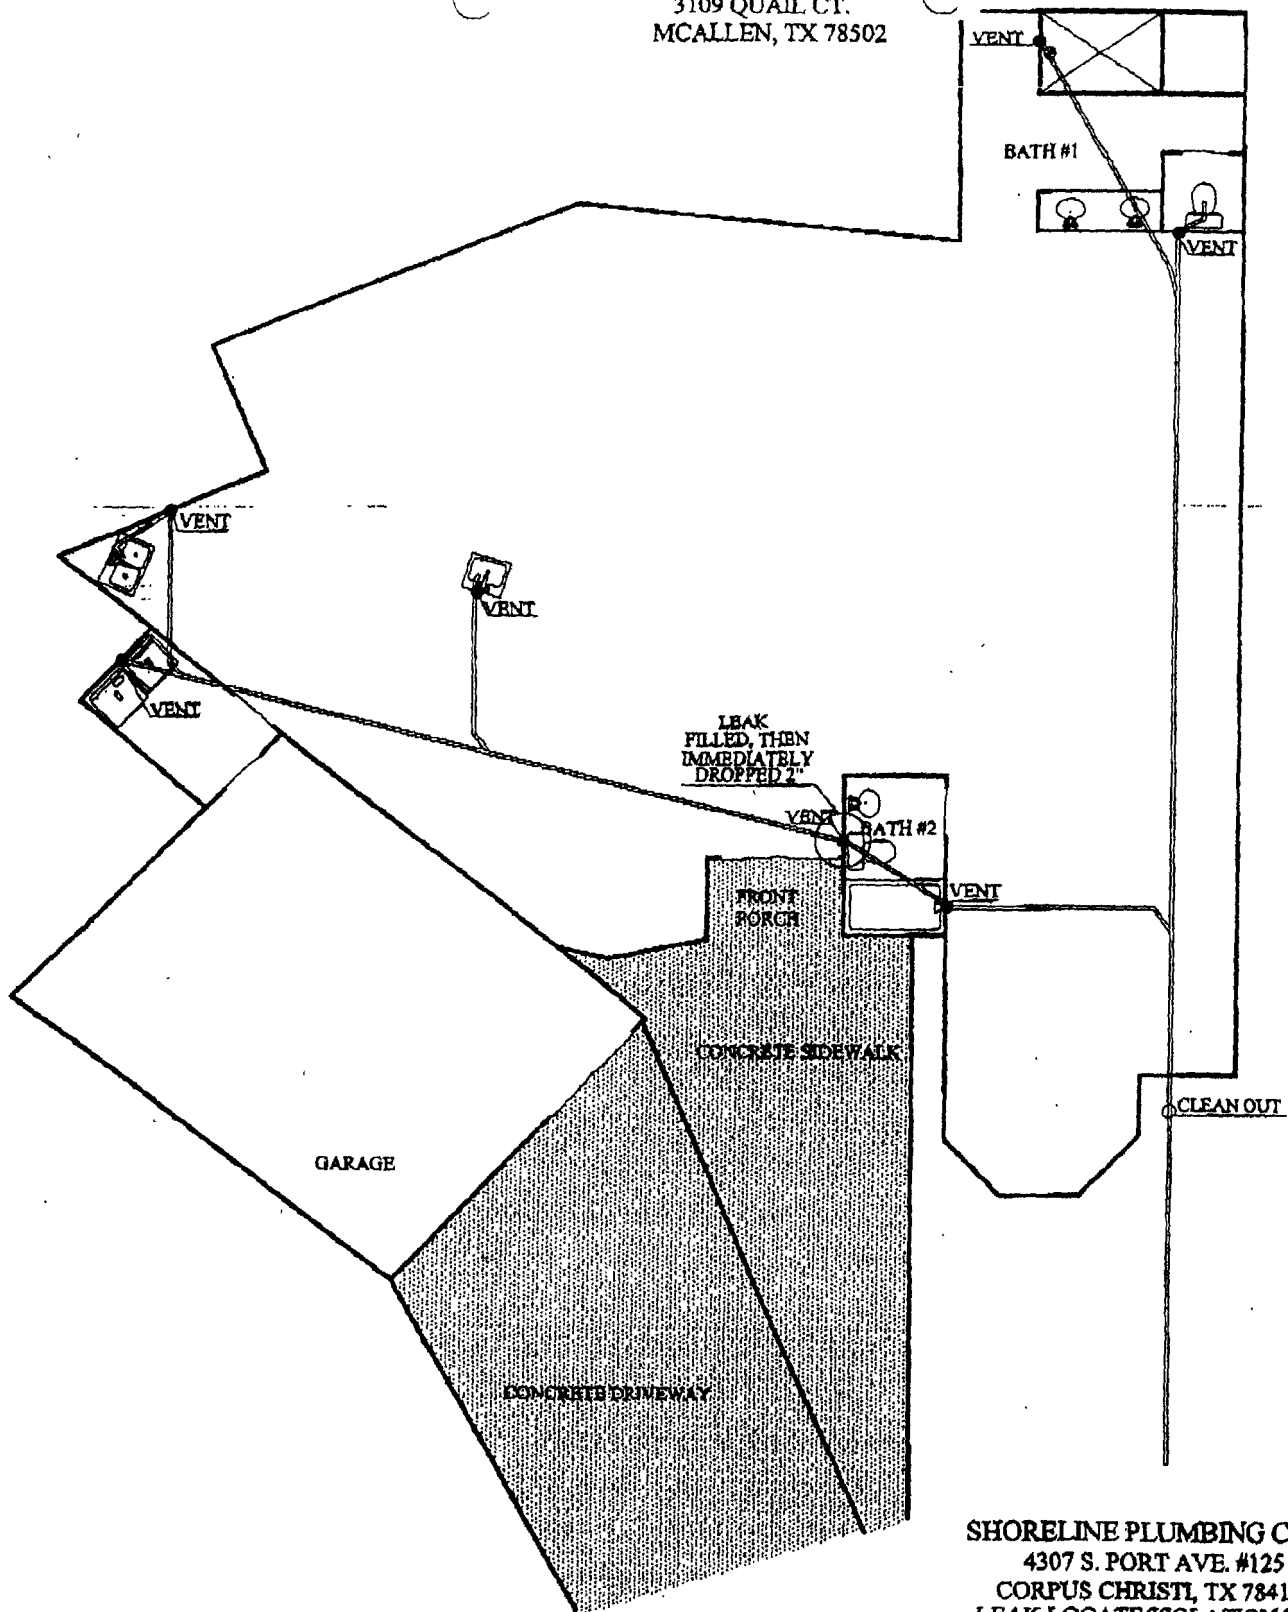 3109 QUAIL CT.
MCALLEN, TX 78502
VENT
BATH #1
VENT
VENT
VENT
VENT
LEAK
FILLED, THEN
IMMEDIATELY
DROPPED 2"
VENT
BATH #2
VENT
FRONT
PORCH
CONCRETE SIDEWALK
CLEAN OUT
GARAGE
CONCRETE DRIVEWAY
SHORELINE PLUMBING C
4307 S. PORT AVE. #125
CORPUS CHRISTI, TX 7841